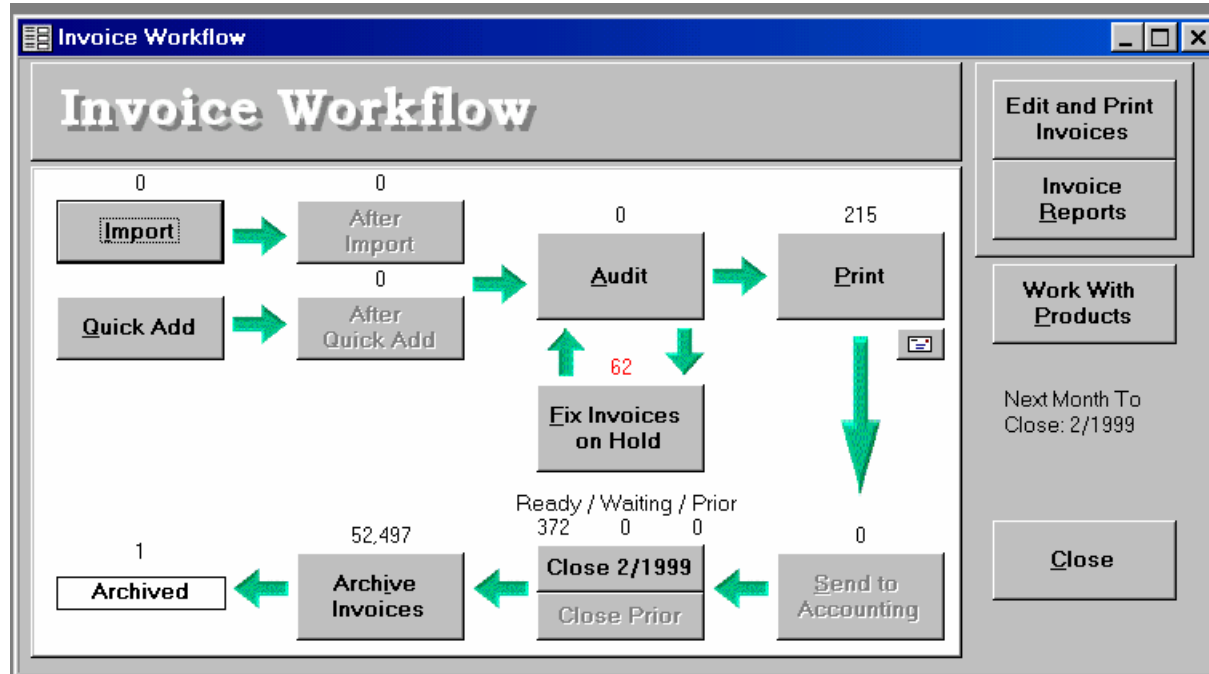 Invoice Workflow
Invoice Workflow
Edit and Print
Invoices
Invoice
Reports
Work With
Products
Next Month To
Close: 2/1999
Close
0
Import
0
After
Import
Quick Add
0
After
Quick Add
0
Audit
215
Print
62
Fix Invoices
on Hold
Ready / Waiting / Prior
372 0 0
Close 2/1999
Close Prior
0
Send to
Accounting
52,497
Archive
Invoices
1
Archived